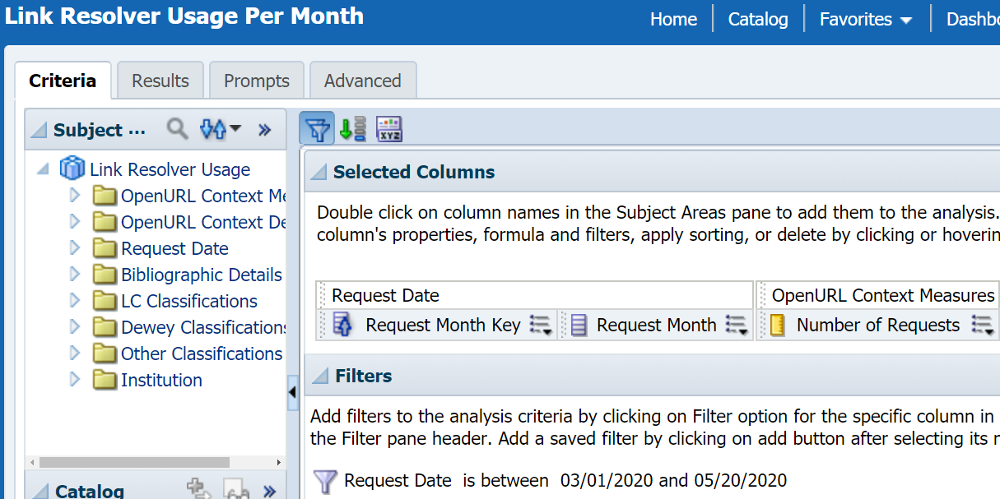 Link Resolver Usage Per Month
Home
Catalog
Favorites
Criteria
Results
Prompts
Advanced
Subject ...
Link Resolver Usage
OpenURL Context
OpenURL Context
Request Date
Bibliographic Details
LC Classifications
Dewey Classifications
Other Classifications
Institution
Catalog
XYZ
Selected Columns
Double click on column names in the Subject Areas pane to add them to the analysis.
column's properties, formula and filters, apply sorting, or delete by clicking or
Request Date
OpenURL Context Measures
Request Month Key
Request Month
Number of Requests
Filters
Add filters to the analysis criteria by clicking on Filter option for the specific column in
the Filter pane header. Add a saved filter by clicking on add button after selecting its
Request Date is between 03/01/2020 and 05/20/2020